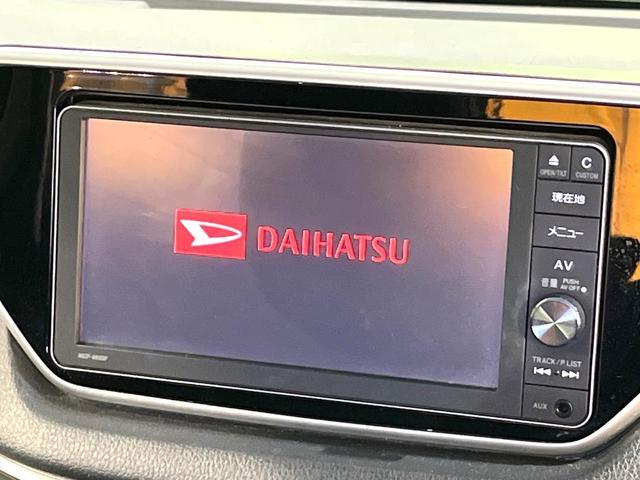 DAIHATSU
OPEN/TILT
C
CUSTOM
現在地
メニュー
AV
音量
PUSH
AV OFF
TRACK/P.LIST
AUX